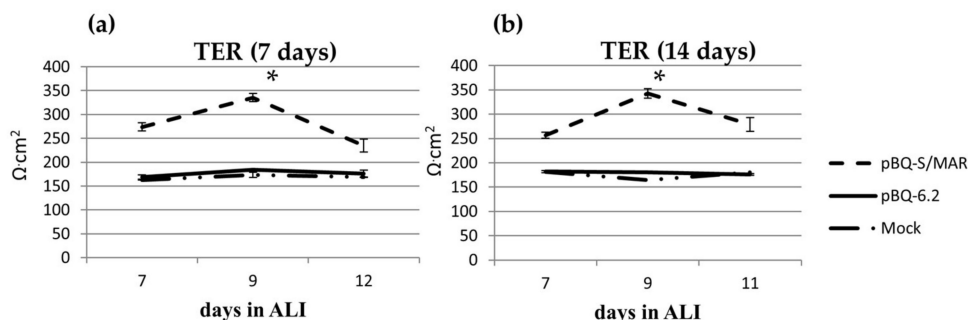 (a)
TER (7 days)
*
400
350
300
250
200
150
100
50
0
Ω·cm²
7 9 12
days in ALI
(b)
TER (14 days)
*
400
350
300
250
200
150
100
50
0
Ω·cm²
7 9 11
days in ALI
pBQ-S/MAR
pBQ-6.2
Mock